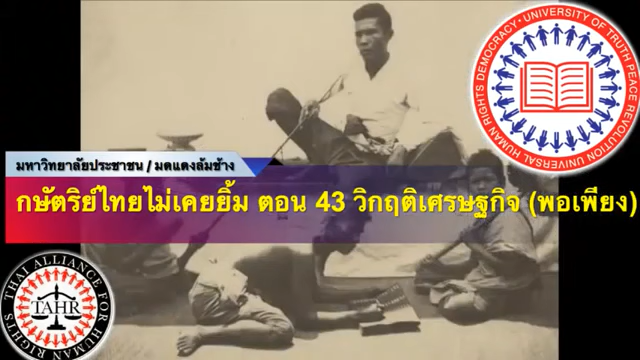 UNIVERSITY OF TRUTH PEACE REVOLUTION UNIVERSAL HUMAN RIGHTS DEMOCRACY
มหาวิทยาลัยประชาชน / มดแดงล้มช้าง
กษัตริย์ไทยไม่เคยยิ้ม ตอน 43 วิกฤติเศรษฐกิจ (พอเพียง)
THAI ALLIANCE FOR HUMAN RIGHTS
TAHR